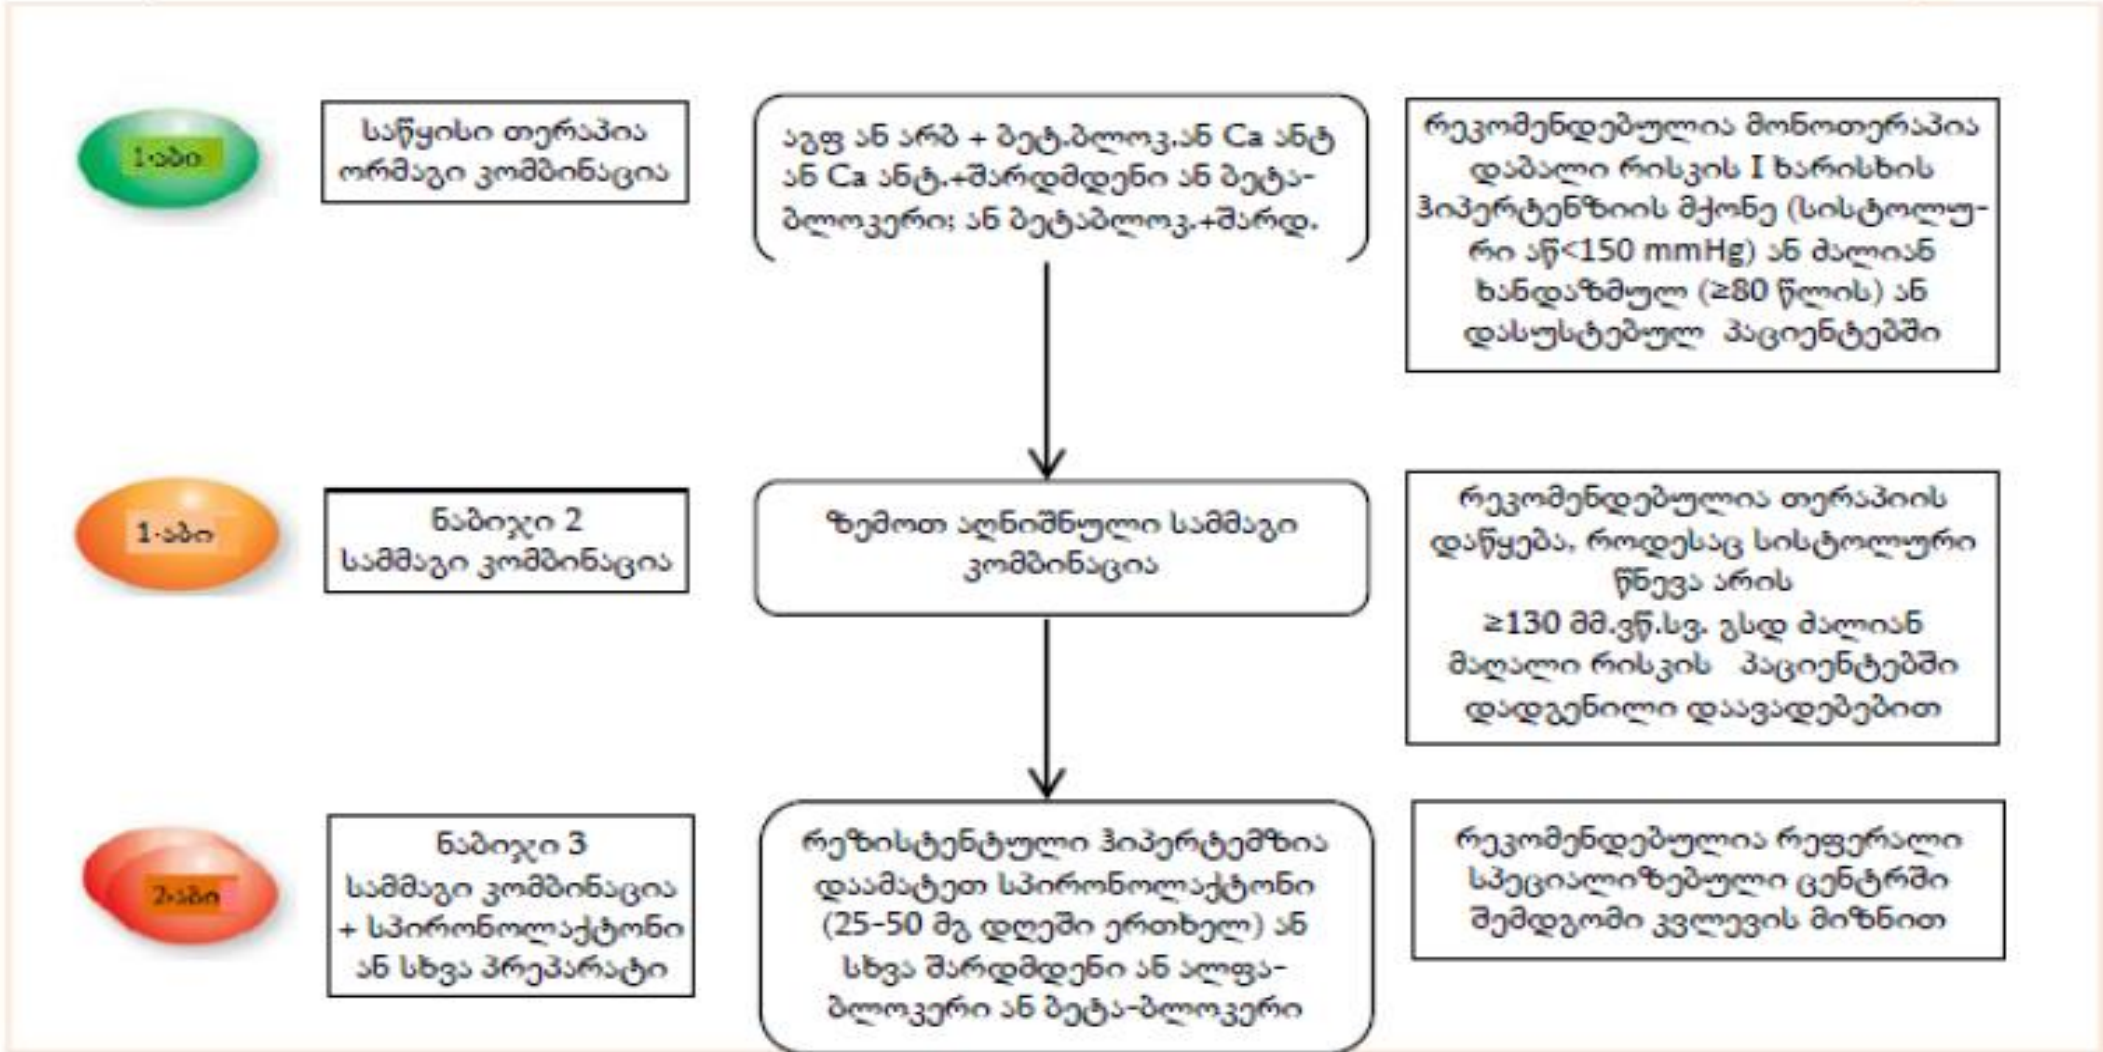 1-აბი
საწყისი თერაპია
ორმაგი კომბინაცია
აგფ ან არბ + ბეტ.ბლოკ.ან Ca ანტ
ან Ca ანტ.+შარდმდენი ან ბეტა-
ბლოკერი; ან ბეტაბლოკ.+შარდ.
რეკომენდებულია მონოთერაპია
დაბალი რისკის I ხარისხის
ჰიპერტენზიის მქონე (სისტოლუ-
რი აწ<150 mmHg) ან ძალიან
ხანდაზმულ (≥80 წლის) ან
დასუსტებულ პაციენტებში
1-აბი
ნაბიჯი 2
სამმაგი კომბინაცია
ზემოთ აღნიშნული სამმაგი
კომბინაცია
რეკომენდებულია თერაპიის
დაწყება, როდესაც სისტოლური
წნევა არის
≥130 მმ.ვწ.სვ. გსდ ძალიან
მაღალი რისკის პაციენტებში
დადგენილი დაავადებებით
2-აბი
ნაბიჯი 3
სამმაგი კომბინაცია
+ სპირონოლაქტონი
ან სხვა პრეპარატი
რეზისტენტული ჰიპერტემზია
დაამატეთ სპირონოლაქტონი
(25-50 მგ დღეში ერთხელ) ან
სხვა შარდმდენი ან ალფა-
ბლოკერი ან ბეტა-ბლოკერი
რეკომენდებულია რეფერალი
სპეციალიზებული ცენტრში
შემდგომი კვლევის მიზნით